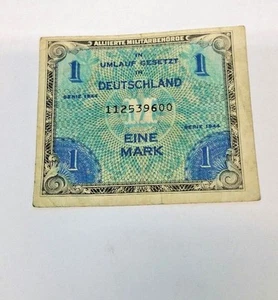 ALLIIERTE MILITÄRBEHÖRDE
1 IN 1
UMLAUF GESETZT
IN
DEUTSCHLAND
SERIE 1944
112539600
SERIE 1944
EINE
MARK
1 1